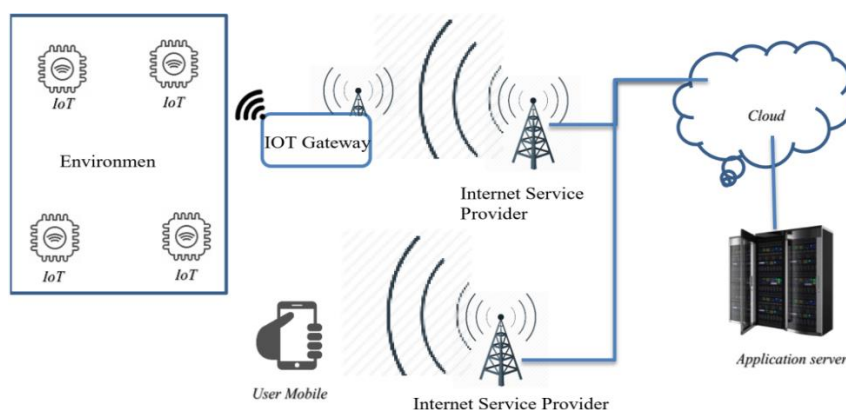 IoT
IoT
Environmen
IoT
IoT
IOT Gateway
Internet Service
Provider
Cloud
Application server
User Mobile
Internet Service Provider